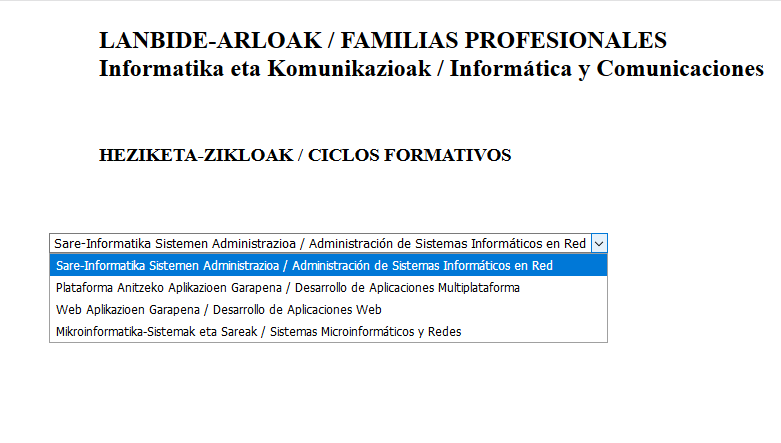 LANBIDE-ARLOAK / FAMILIAS PROFESIONALES
Informatika eta Komunikazioak / Informática y Comunicaciones
HEZIKETA-ZIKLOAK / CICLOS FORMATIVOS
Sare-Informatika Sistemen Administrazioa / Administración de Sistemas Informáticos en Red
Sare-Informatika Sistemen Administrazioa / Administración de Sistemas Informáticos en Red
Plataforma Anitzeko Aplikazioen Garapena / Desarrollo de Aplicaciones Multiplataforma
Web Aplikazioen Garapena / Desarrollo de Aplicaciones Web
Mikroinformatika-Sistemak eta Sareak / Sistemas Microinformáticos y Redes